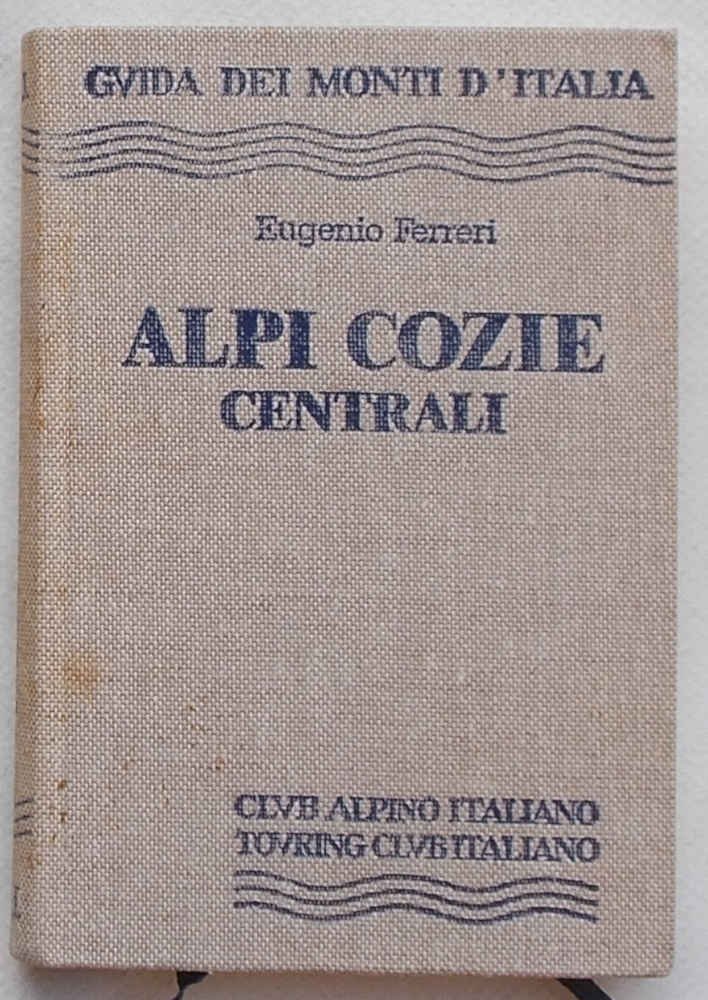 GVIDA DEI MONTI D'ITALIA
Eugenio Ferreri
ALPI COZIE
CENTRALI
CLVB ALPINO ITALIANO
TOVRING CLVB ITALIANO